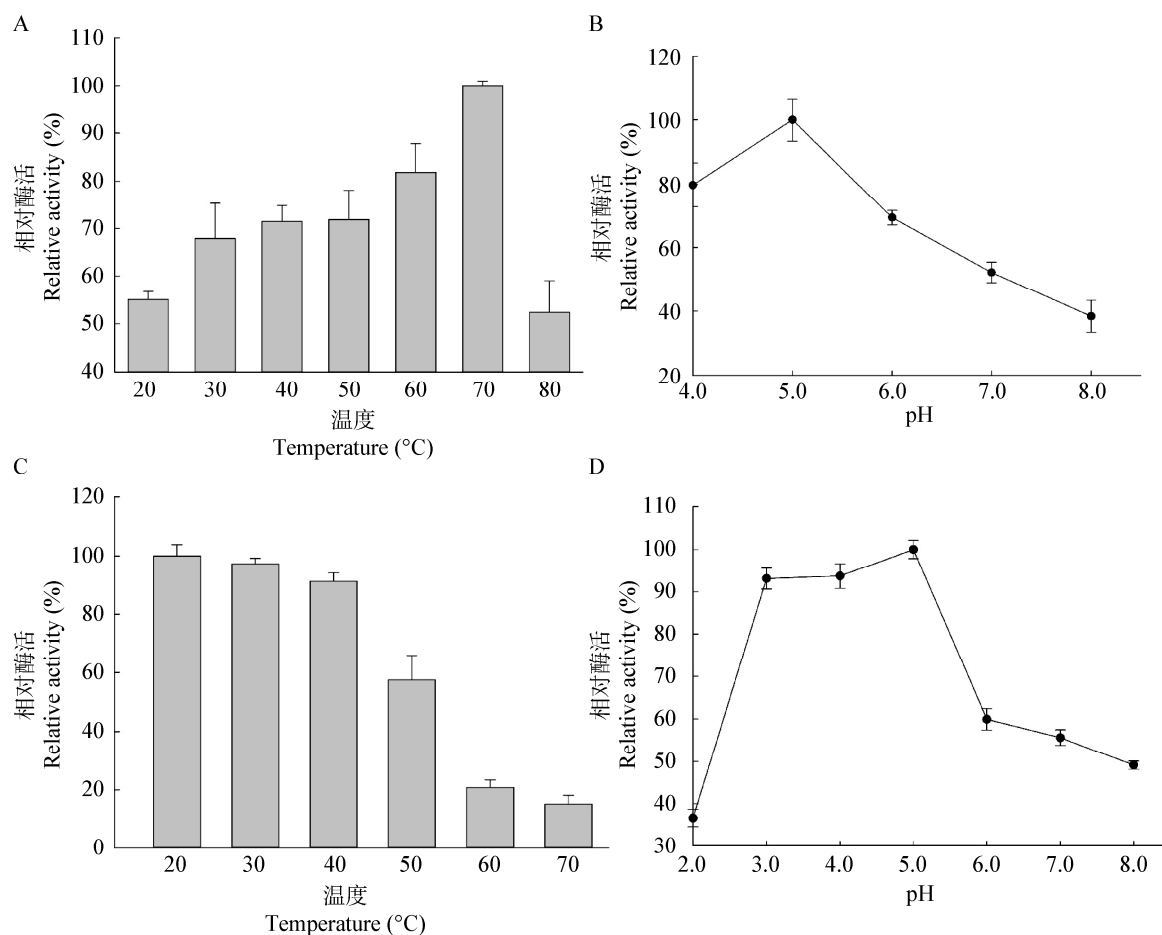 A
110
100
90
80
70
60
50
40
相对酶活
Relative activity (%)
20 30 40 50 60 70 80
温度
Temperature (°C)
B
120
100
80
60
40
20
相对酶活
Relative activity (%)
4.0 5.0 6.0 7.0 8.0
pH
C
120
100
80
60
40
20
0
相对酶活
Relative activity (%)
20 30 40 50 60 70
温度
Temperature (°C)
D
110
100
90
80
70
60
50
40
30
相对酶活
Relative activity (%)
2.0 3.0 4.0 5.0 6.0 7.0 8.0
pH